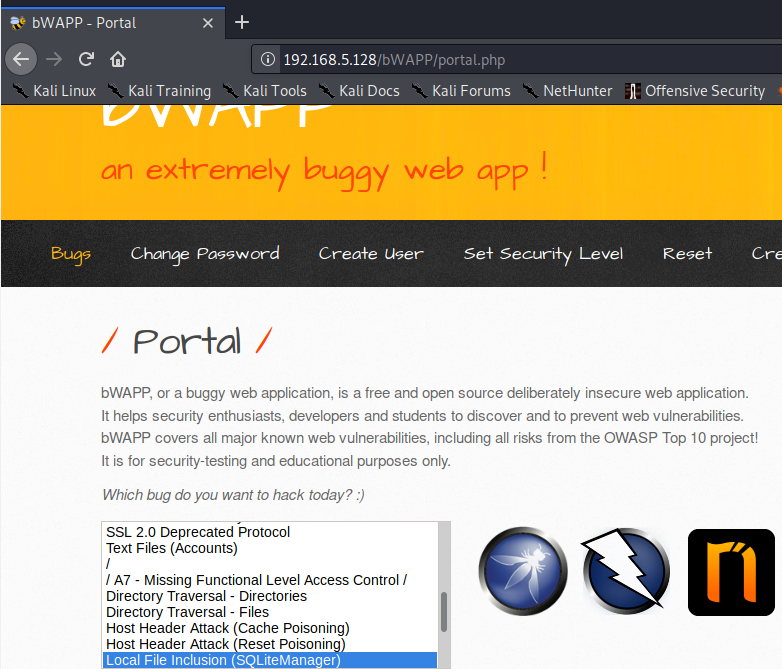 bWAPP - Portal
192.168.5.128/bWAPP/portal.php
Kali Linux Kali Training Kali Tools Kali Docs Kali Forums NetHunter Offensive Security
bWAPP
an extremely buggy web app !
Bugs Change Password Create User Set Security Level Reset Cre
/ Portal /
bWAPP, or a buggy web application, is a free and open source deliberately insecure web application.
It helps security enthusiasts, developers and students to discover and to prevent web vulnerabilities.
bWAPP covers all major known web vulnerabilities, including all risks from the OWASP Top 10 project!
It is for security-testing and educational purposes only.
Which bug do you want to hack today? :)
SSL 2.0 Deprecated Protocol
Text Files (Accounts)
/
/ A7 - Missing Functional Level Access Control /
Directory Traversal - Directories
Directory Traversal - Files
Host Header Attack (Cache Poisoning)
Host Header Attack (Reset Poisoning)
Local File Inclusion (SQLiteManager)